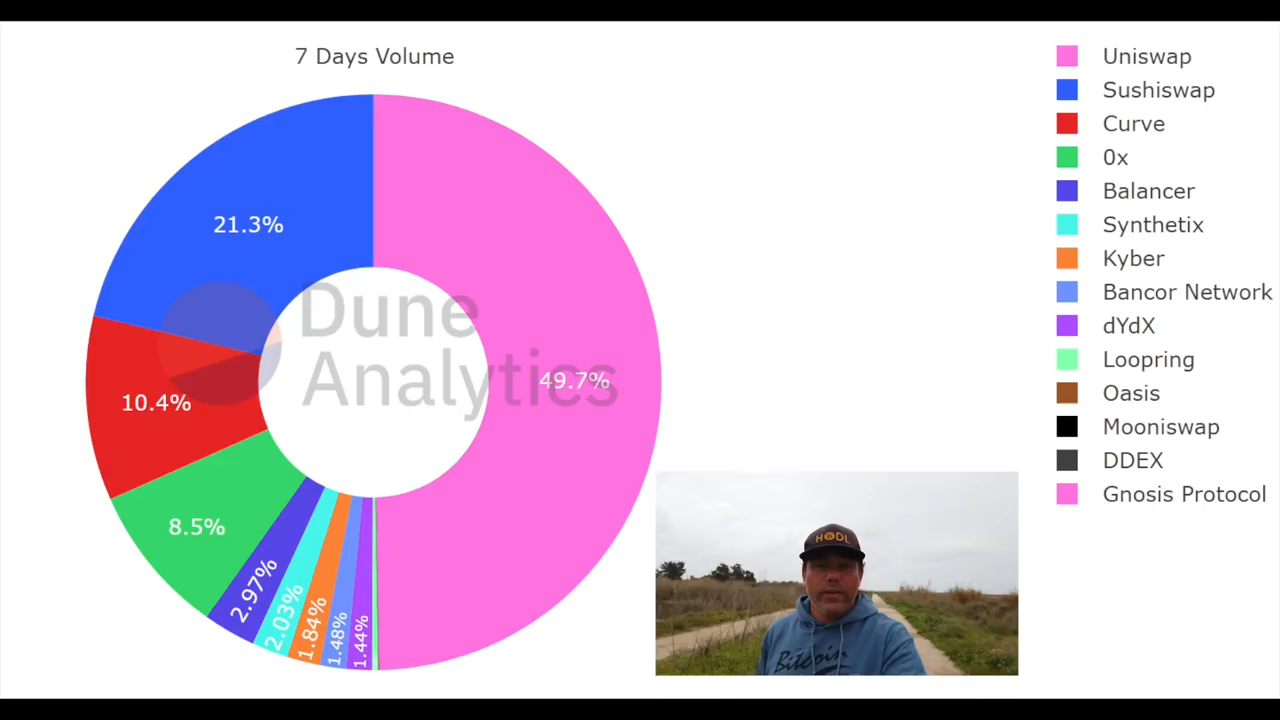 7 Days Volume
Uniswap
Sushiswap
Curve
0x
Balancer
Synthetix
Kyber
Bancor Network
dYdX
Loopring
Oasis
Mooniswap
DDEX
Gnosis Protocol
21.3%
49.7%
10.4%
8.5%
2.97%
2.03%
1.84%
1.48%
1.44%
Dune
Analytics
HODL
Bitcoin